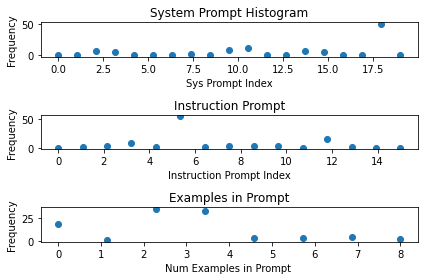 System Prompt Histogram
50
0
Frequency
0.0 2.5 5.0 7.5 10.0 12.5 15.0 17.5
Sys Prompt Index
Instruction Prompt
50
0
Frequency
0 2 4 6 8 10 12 14
Instruction Prompt Index
Examples in Prompt
25
0
Frequency
0 1 2 3 4 5 6 7 8
Num Examples in Prompt